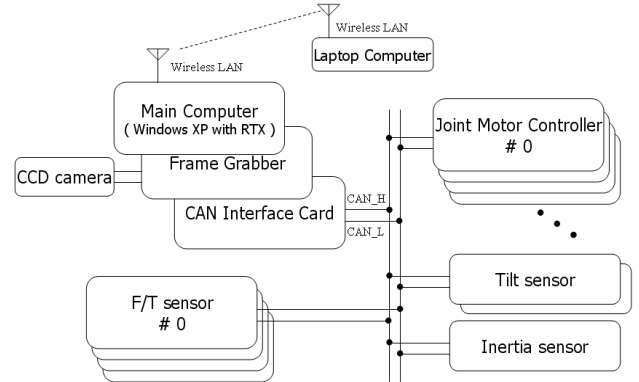 Wireless LAN
Laptop Computer
Wireless LAN
Main Computer
( Windows XP with RTX )
Joint Motor Controller
# 0
Frame Grabber
CCD camera
CAN_H
CAN Interface Card
CAN_L
Tilt sensor
F/T sensor
# 0
Inertia sensor